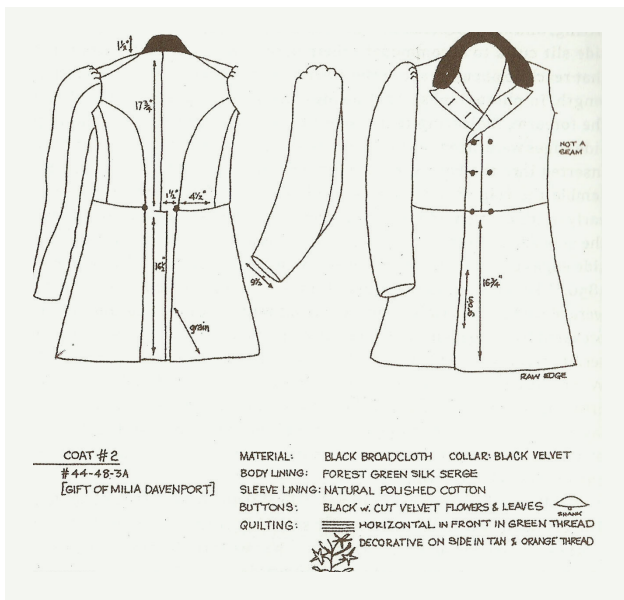 1½"
17¾"
1½"
4½"
16½"
grain
9½"
NOT A
SEAM
grain
16¾"
RAW EDGE
COAT #2
#44-48-3A
[GIFT OF MILIA DAVENPORT]
MATERIAL: BLACK BROADCLOTH COLLAR: BLACK VELVET
BODY LINING: FOREST GREEN SILK SERGE
SLEEVE LINING: NATURAL POLISHED COTTON
BUTTONS: BLACK w. CUT VELVET FLOWERS & LEAVES
SHANK
QUILTING: HORIZONTAL IN FRONT IN GREEN THREAD
DECORATIVE ON SIDE IN TAN & ORANGE THREAD